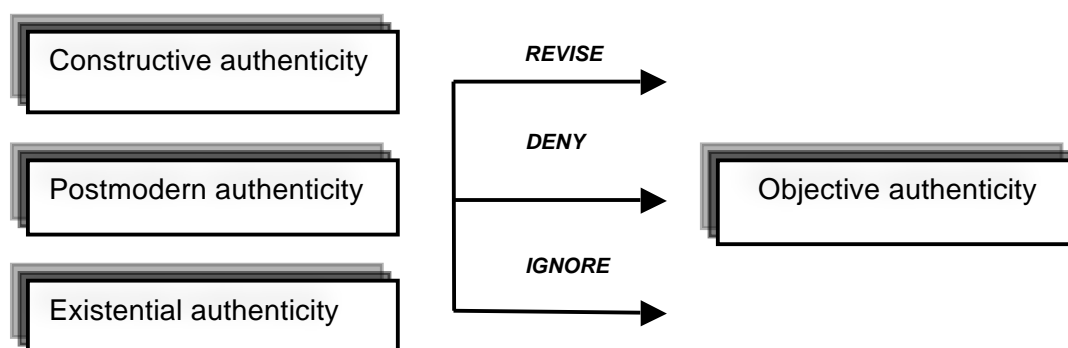 Constructive authenticity
REVISE
DENY
Postmodern authenticity
Objective authenticity
IGNORE
Existential authenticity